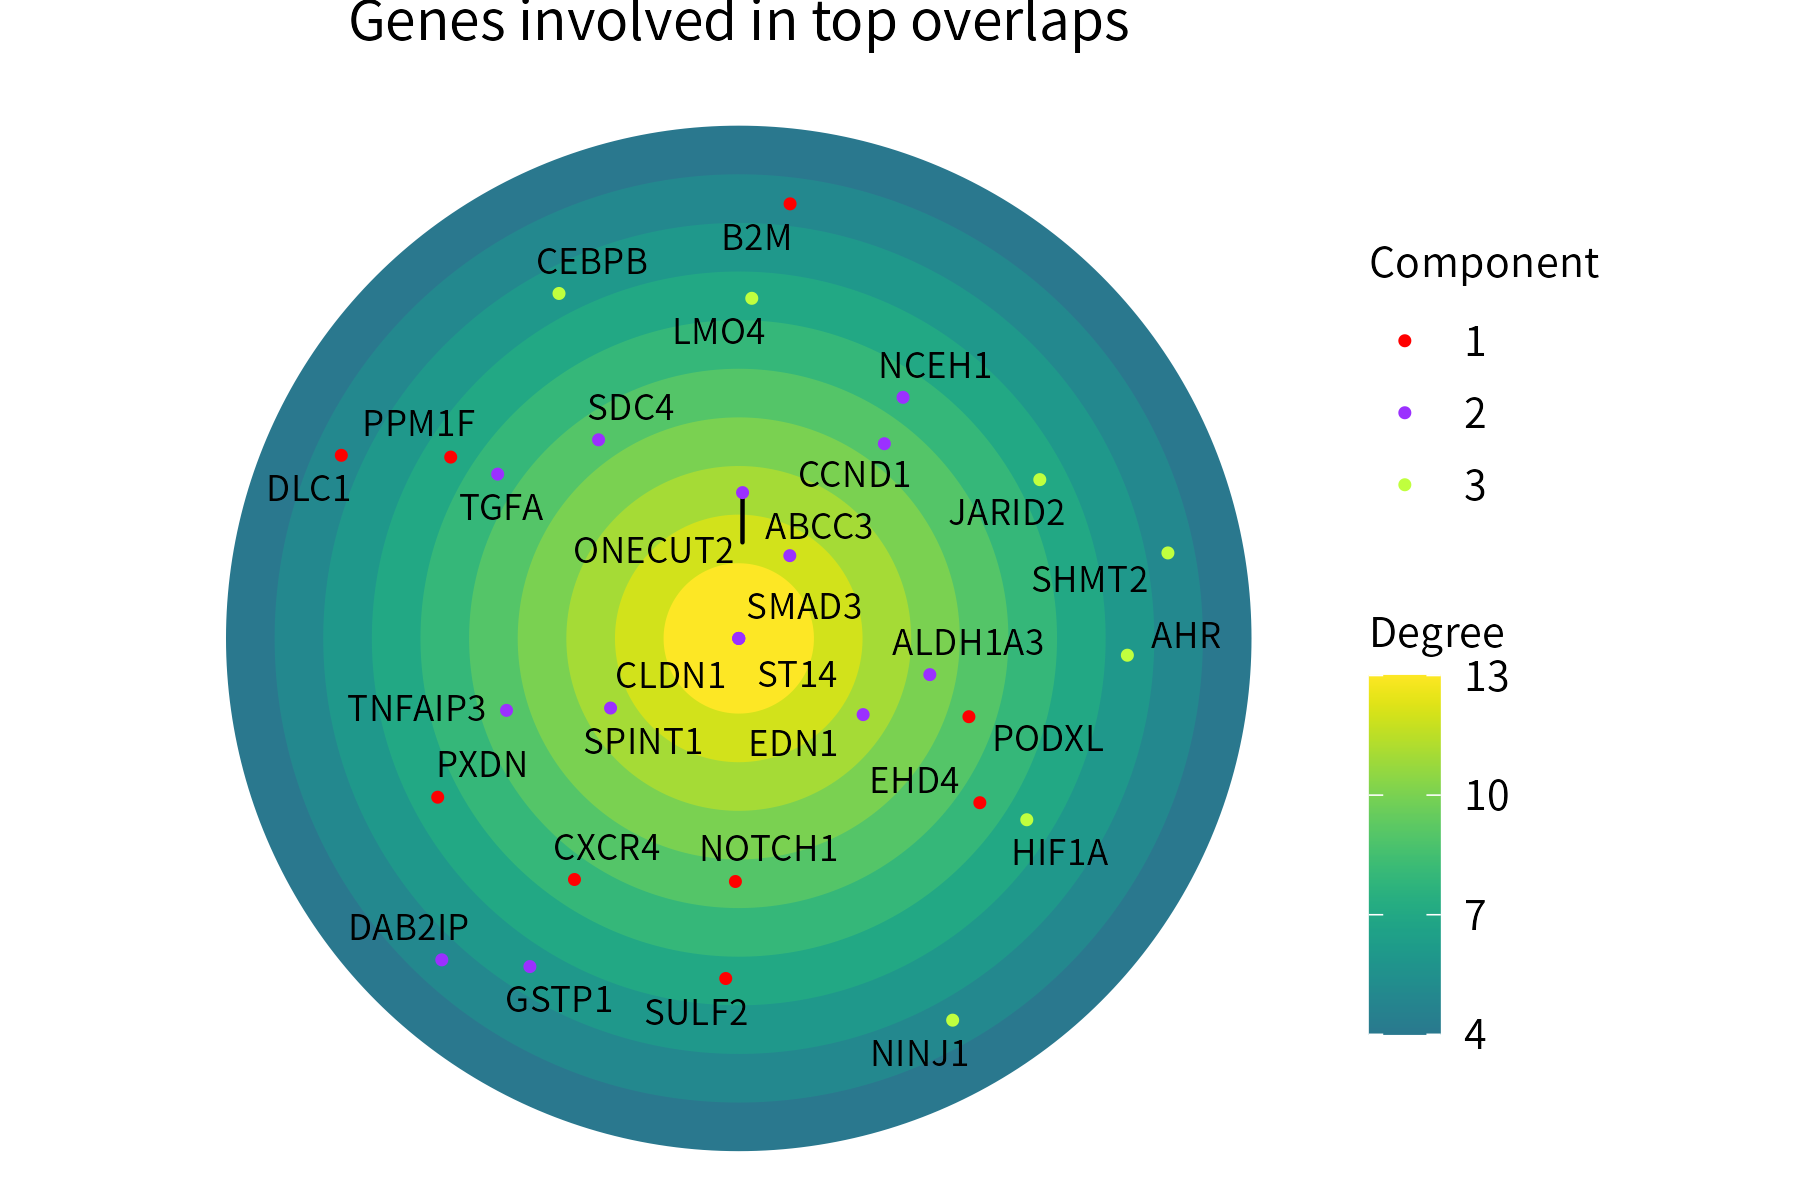 Genes involved in top overlaps
B2M
CEBPB
LMO4
NCEH1
SDC4
PPM1F
DLC1
TGFA
CCND1
JARID2
ABCC3
ONECUT2
SHMT2
SMAD3
AHR
ALDH1A3
CLDN1
ST14
TNFAIP3
SPINT1
EDN1
PODXL
PXDN
EHD4
CXCR4
NOTCH1
HIF1A
DAB2IP
GSTP1
SULF2
NINJ1
Component
1
2
3
Degree
13
10
7
4